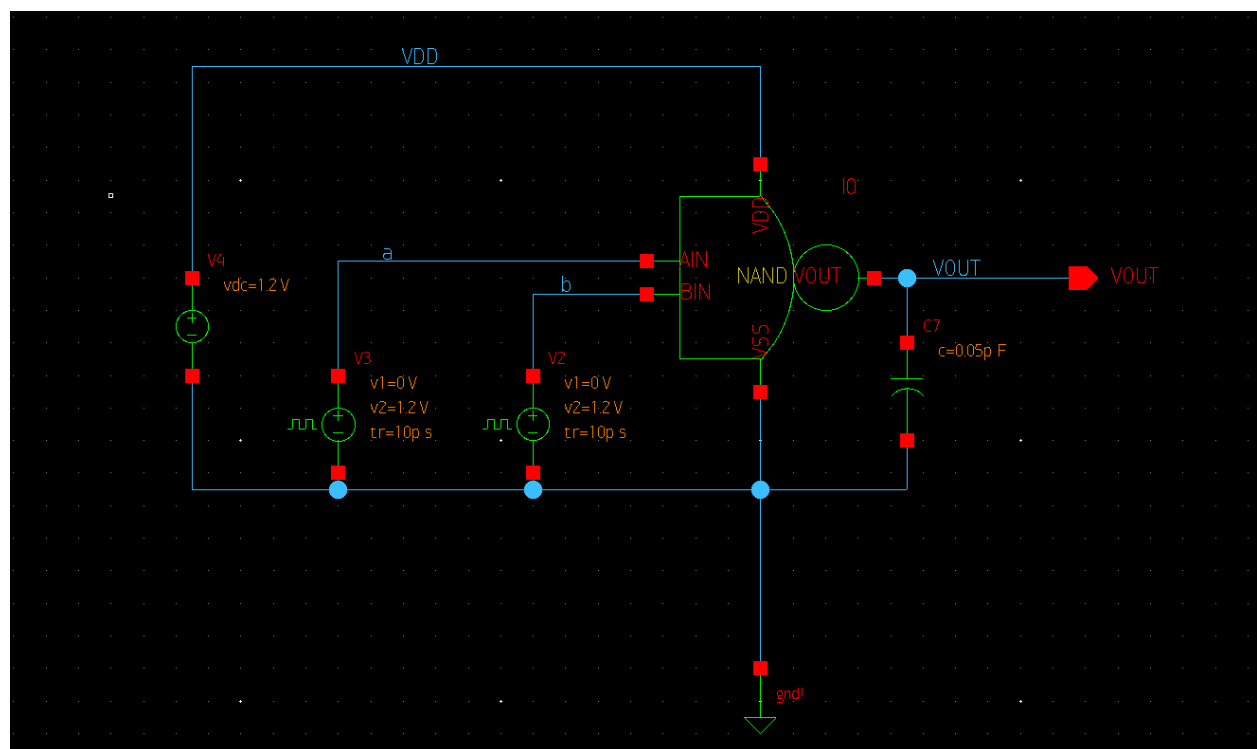 VDD
I0
VDD
V4
vdc=1.2 V
a
AIN
NAND
VOUT
VOUT
VOUT
b
BIN
VSS
C7
c=0.05p F
V3
v1=0 V
v2=1.2 V
tr=10p s
V2
v1=0 V
v2=1.2 V
tr=10p s
gnd!